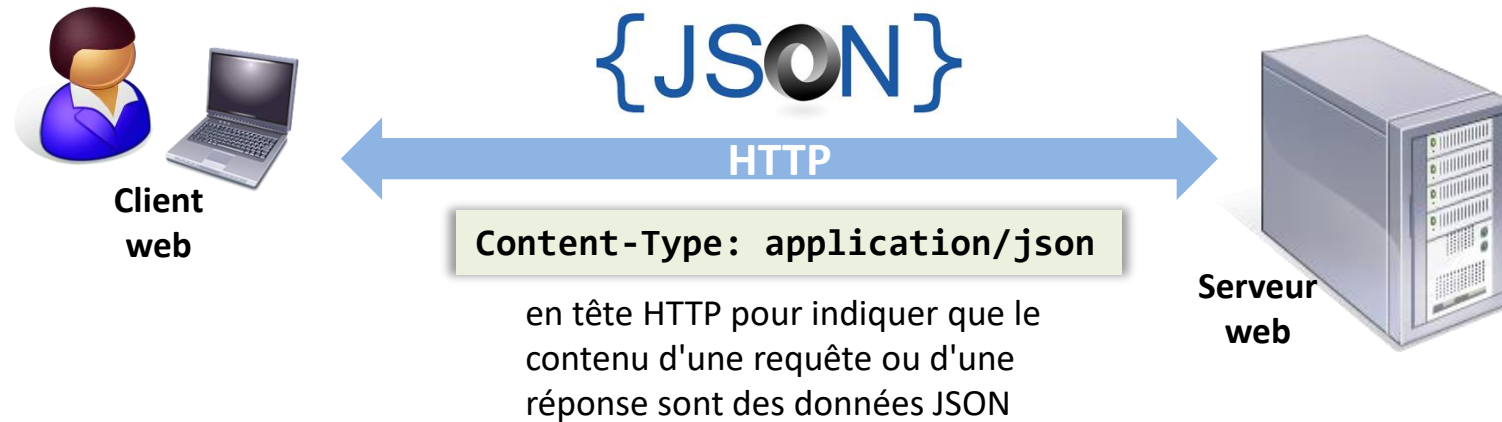 {JSON}
HTTP
Client
web
Content-Type: application/json
en tête HTTP pour indiquer que le
contenu d'une requête ou d'une
réponse sont des données JSON
Serveur
web